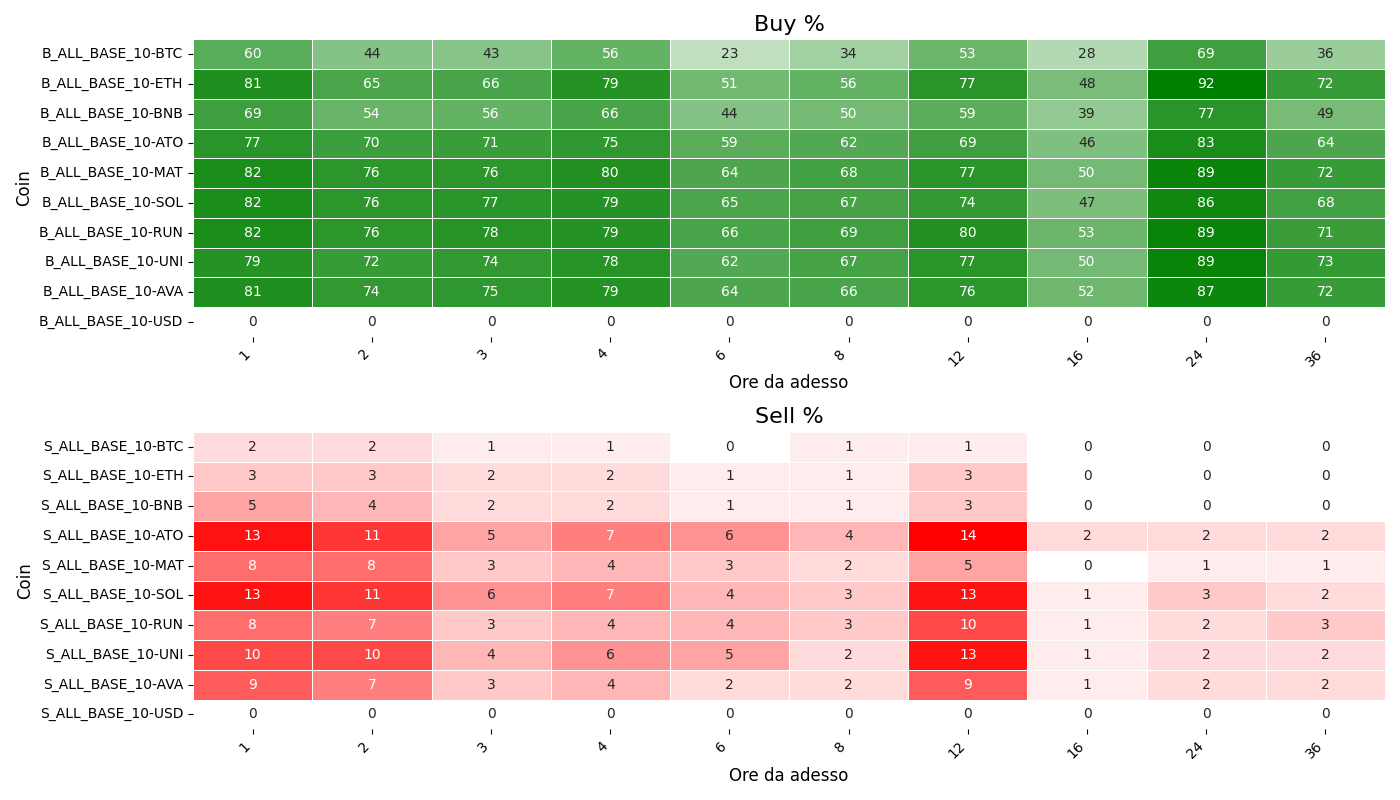 Buy %
Coin
B_ALL_BASE_10-BTC 60 44 43 56 23 34 53 28 69 36
B_ALL_BASE_10-ETH 81 65 66 79 51 56 77 48 92 72
B_ALL_BASE_10-BNB 69 54 56 66 44 50 59 39 77 49
B_ALL_BASE_10-ATO 77 70 71 75 59 62 69 46 83 64
B_ALL_BASE_10-MAT 82 76 76 80 64 68 77 50 89 72
B_ALL_BASE_10-SOL 82 76 77 79 65 67 74 47 86 68
B_ALL_BASE_10-RUN 82 76 78 79 66 69 80 53 89 71
B_ALL_BASE_10-UNI 79 72 74 78 62 67 77 50 89 73
B_ALL_BASE_10-AVA 81 74 75 79 64 66 76 52 87 72
B_ALL_BASE_10-USD 0 0 0 0 0 0 0 0 0 0
1 2 3 4 6 8 12 16 24 36
Ore da adesso
Sell %
Coin
S_ALL_BASE_10-BTC 2 2 1 1 0 1 1 0 0 0
S_ALL_BASE_10-ETH 3 3 2 2 1 1 3 0 0 0
S_ALL_BASE_10-BNB 5 4 2 2 1 1 3 0 0 0
S_ALL_BASE_10-ATO 13 11 5 7 6 4 14 2 2 2
S_ALL_BASE_10-MAT 8 8 3 4 3 2 5 0 1 1
S_ALL_BASE_10-SOL 13 11 6 7 4 3 13 1 3 2
S_ALL_BASE_10-RUN 8 7 3 4 4 3 10 1 2 3
S_ALL_BASE_10-UNI 10 10 4 6 5 2 13 1 2 2
S_ALL_BASE_10-AVA 9 7 3 4 2 2 9 1 2 2
S_ALL_BASE_10-USD 0 0 0 0 0 0 0 0 0 0
1 2 3 4 6 8 12 16 24 36
Ore da adesso